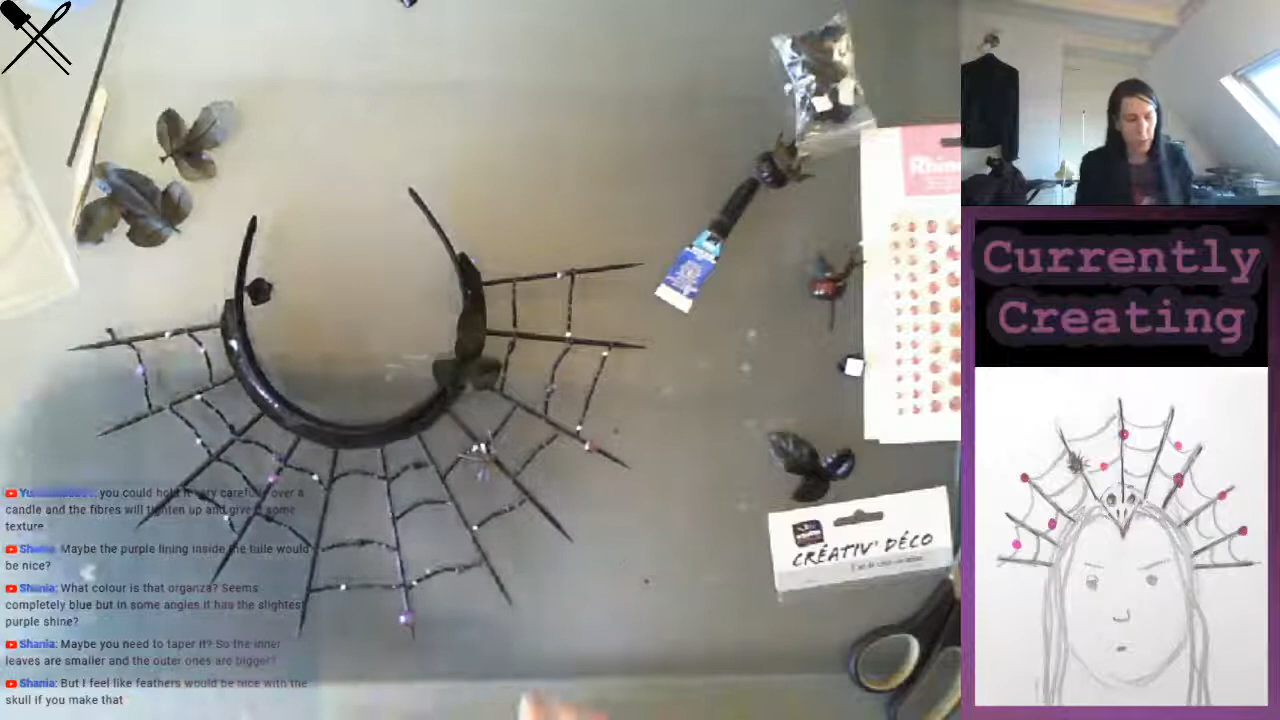 Rhin
Currently
Creating
CRÉATIV' DÉCO
you could hold it very carefully over a
candle and the fibres will tighten up and give it some
texture
Shania: Maybe the purple lining inside the tulle would
be nice?
Shania: What colour is that organza? Seems
completely blue but in some angles it has the slightest
purple shine?
Shania: Maybe you need to taper it? So the inner
leaves are smaller and the outer ones are bigger?
Shania: But I feel like feathers would be nice with the
skull if you make that